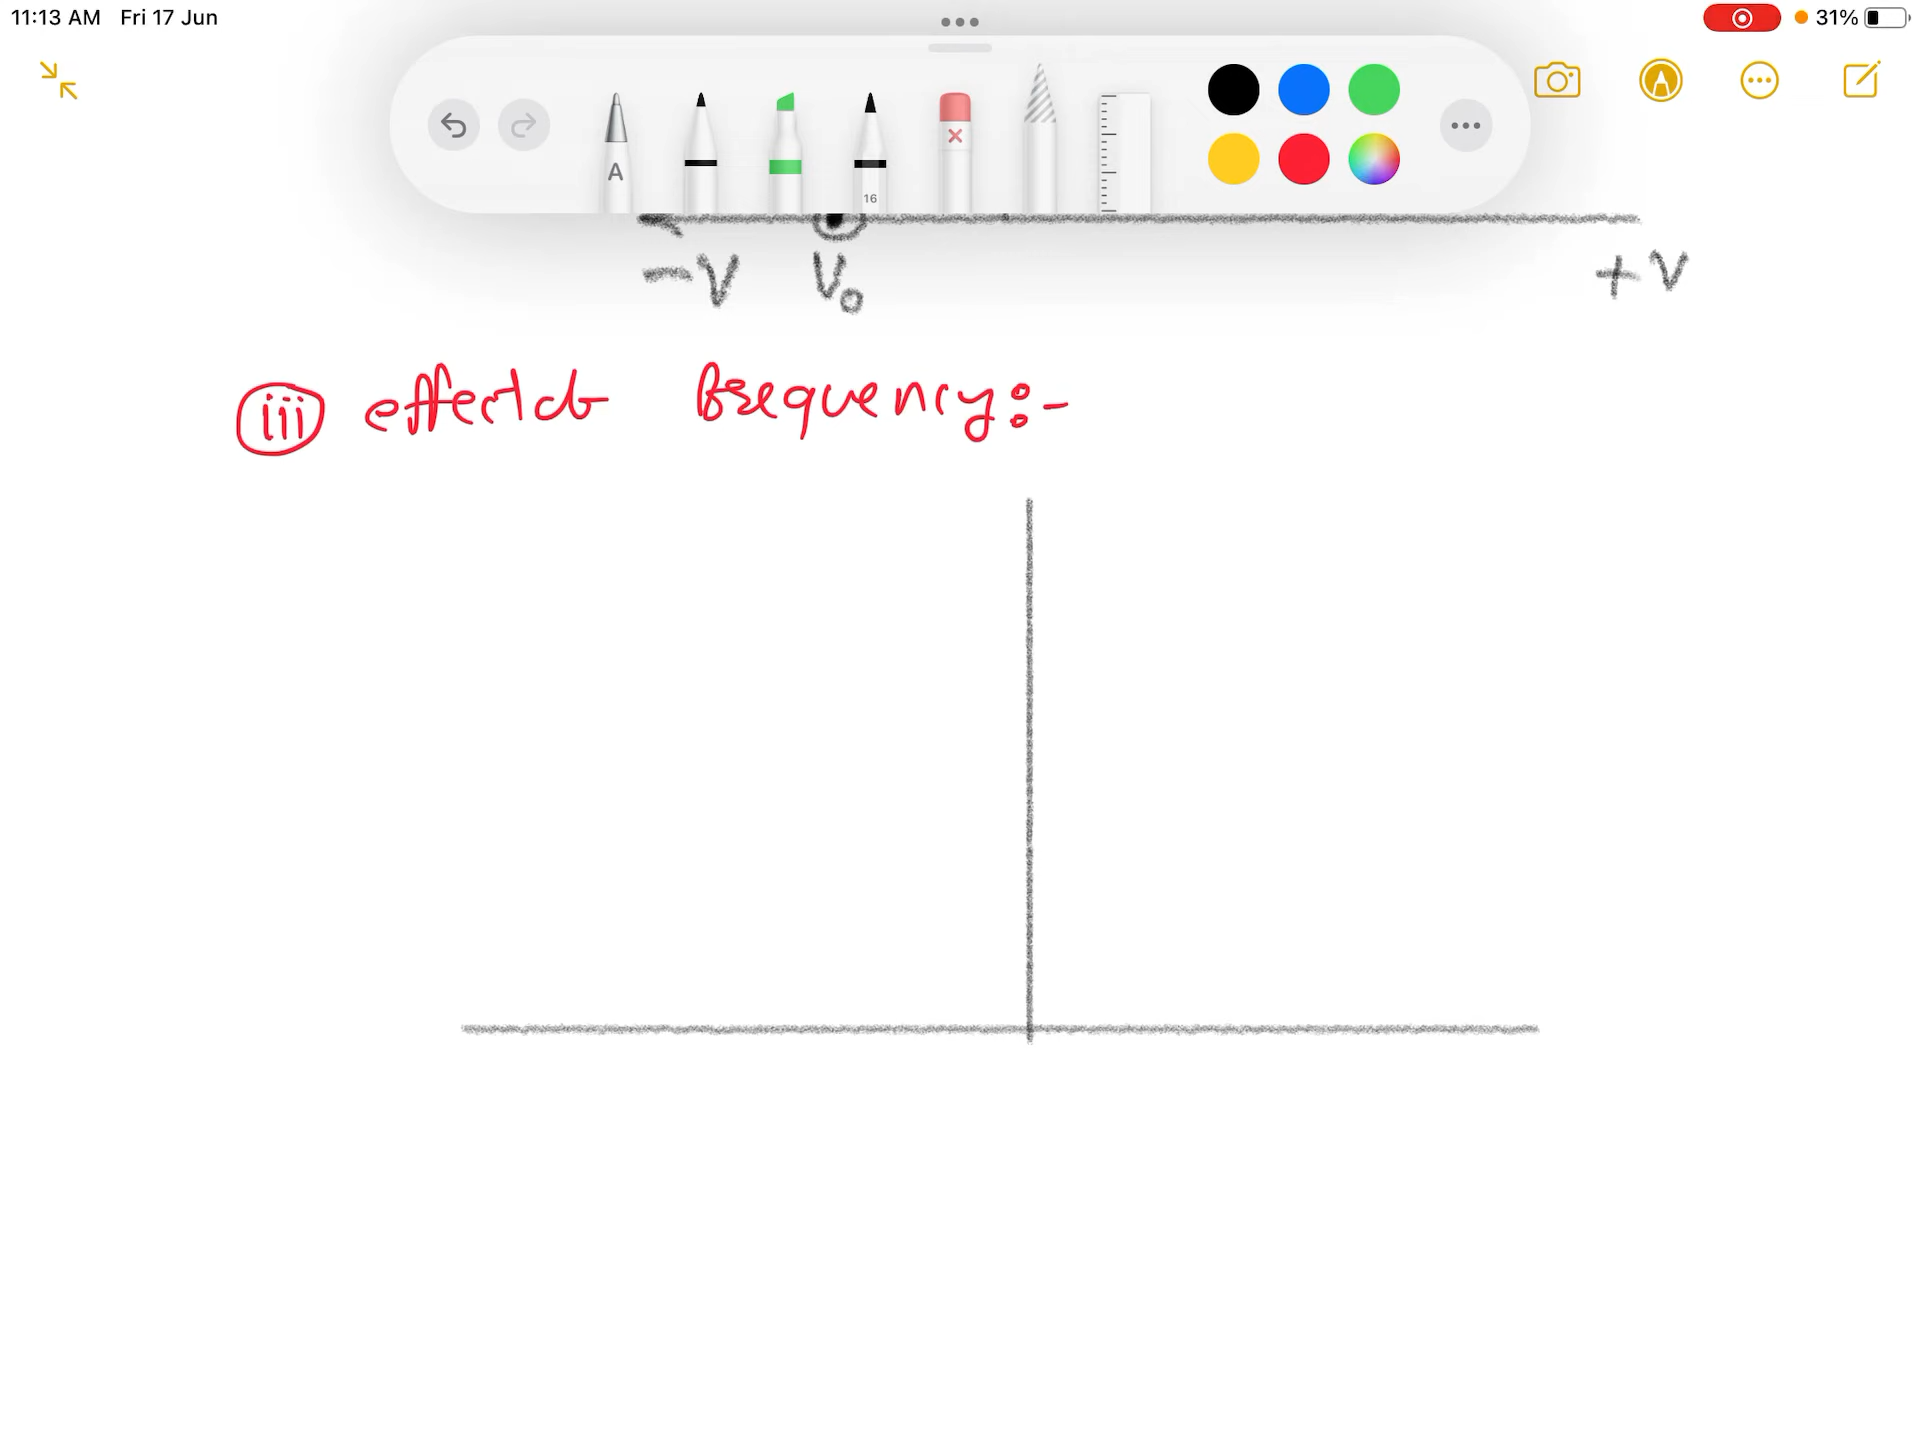 11:13 AM Fri 17 Jun 31%
A 16
-V V₀ +V
(iii) effect of frequency:-